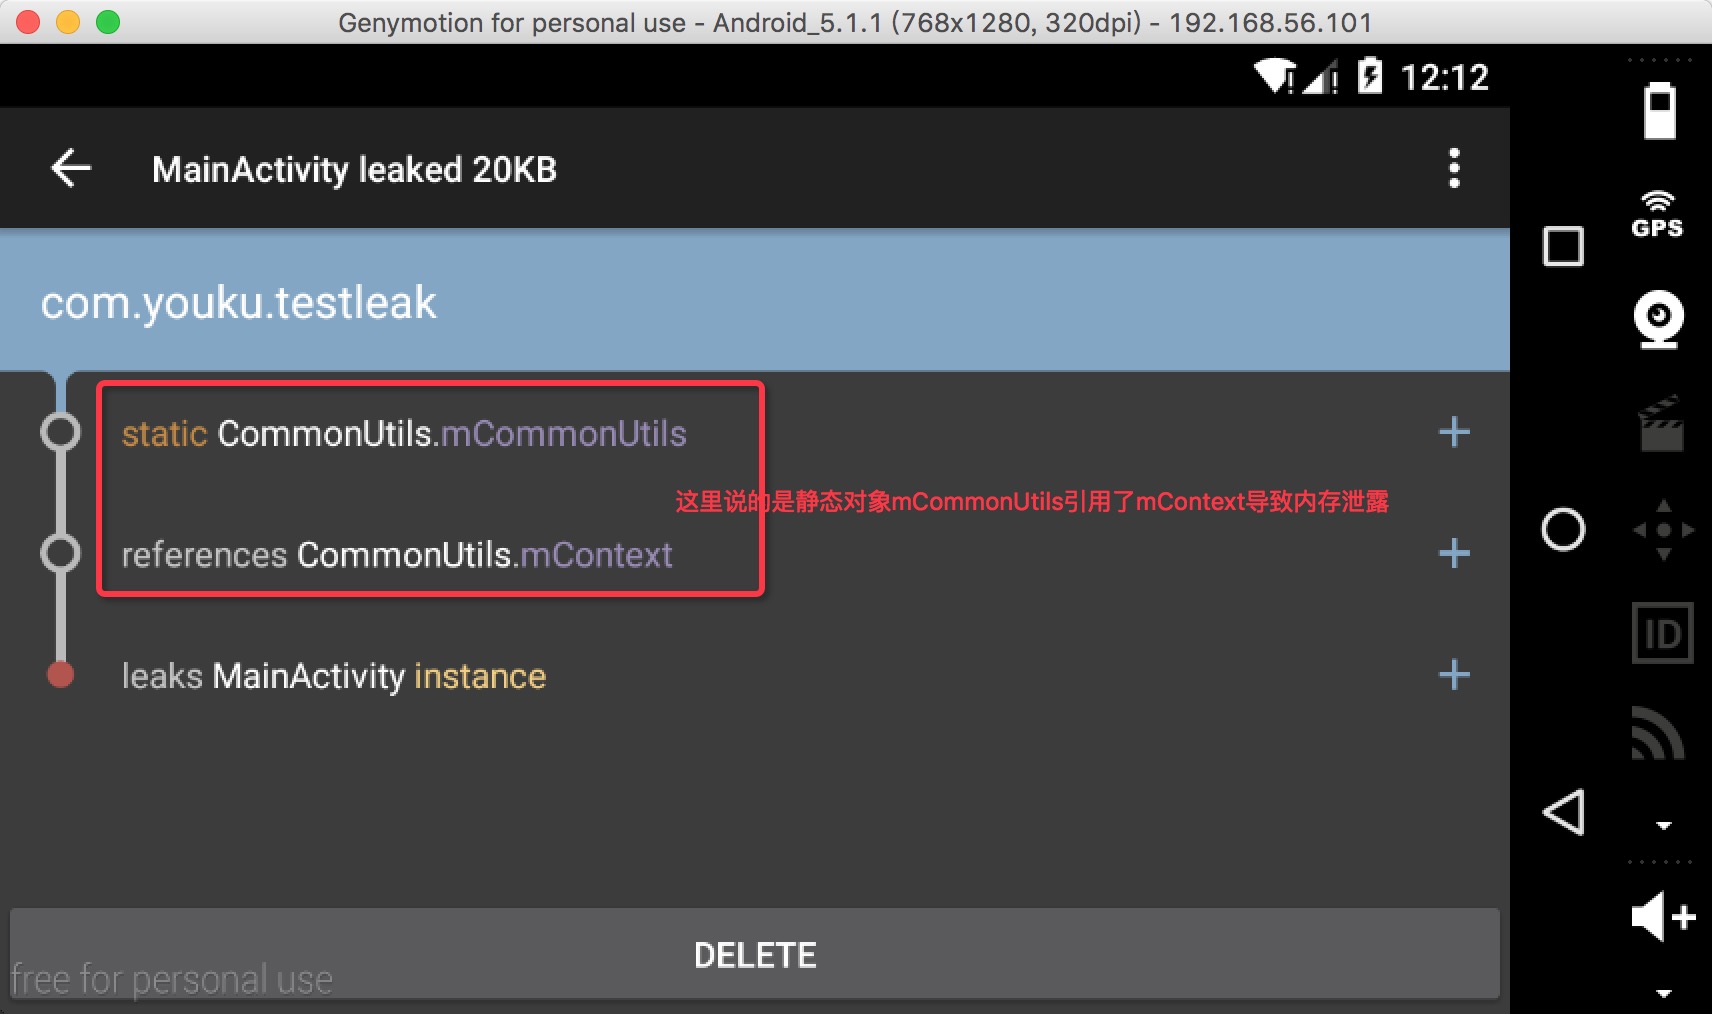 Genymotion for personal use - Android_5.1.1 (768x1280, 320dpi) - 192.168.56.101
12:12
MainActivity leaked 20KB
GPS
com.youku.testleak
static CommonUtils.mCommonUtils
这里说的是静态对象mCommonUtils引用了mContext导致内存泄露
references CommonUtils.mContext
ID
leaks MainActivity instance
DELETE
free for personal use